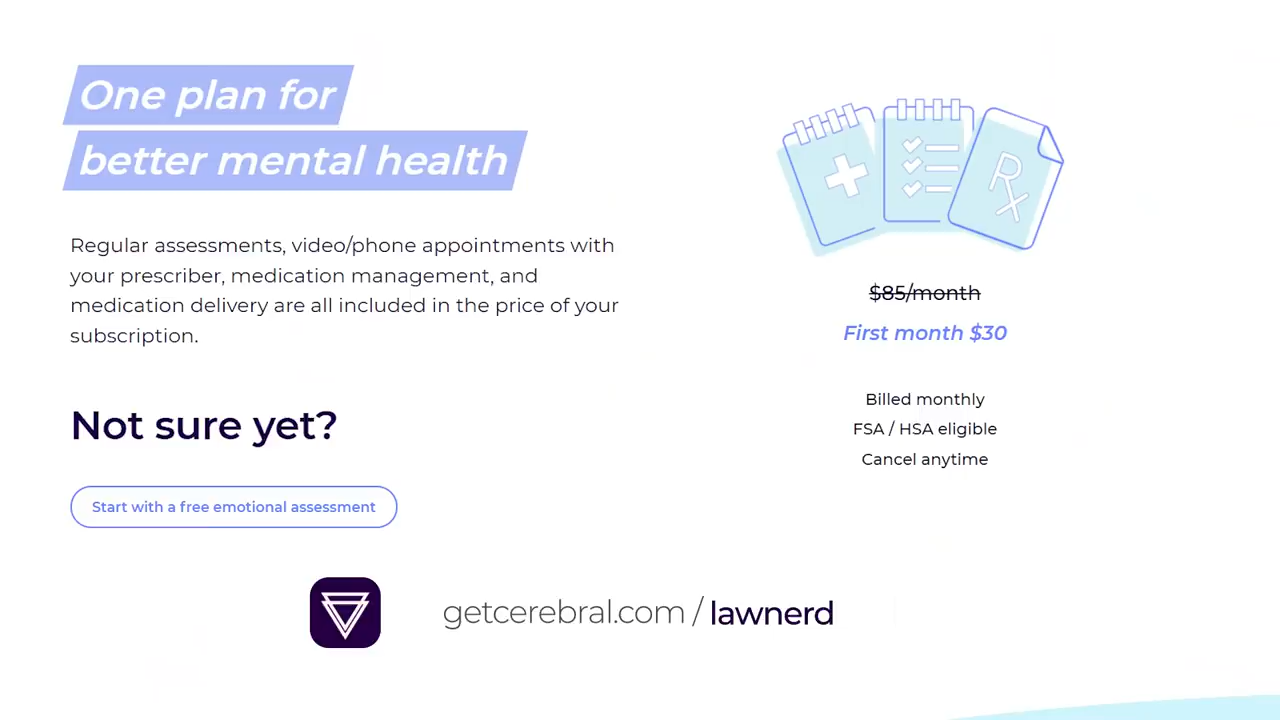 One plan for
better mental health
Regular assessments, video/phone appointments with
your prescriber, medication management, and
medication delivery are all included in the price of your
subscription.
Not sure yet?
Start with a free emotional assessment
Rx
$85/month
First month $30
Billed monthly
FSA / HSA eligible
Cancel anytime
getcerebral.com / lawnerd